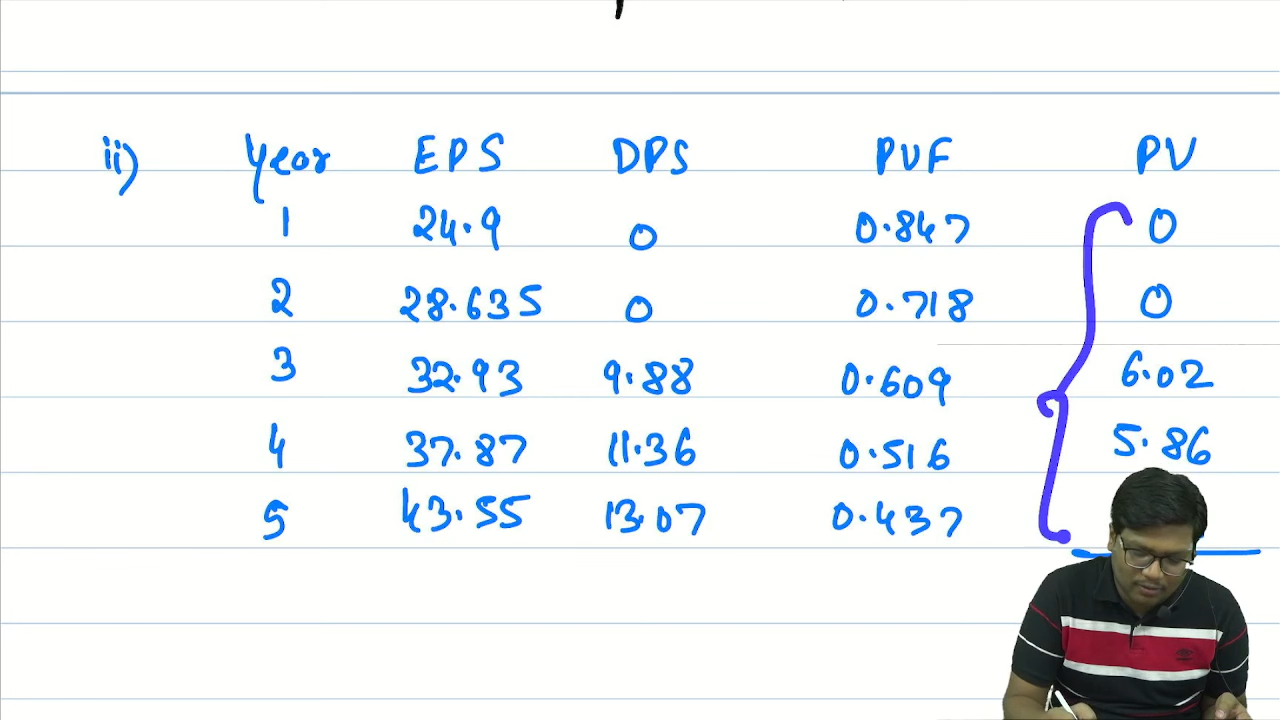 ii) Year EPS DPS PVF PV
1 24.9 0 0.847 0
2 28.635 0 0.718 0
3 32.93 9.88 0.609 6.02
4 37.87 11.36 0.516 5.86
5 43.55 13.07 0.437